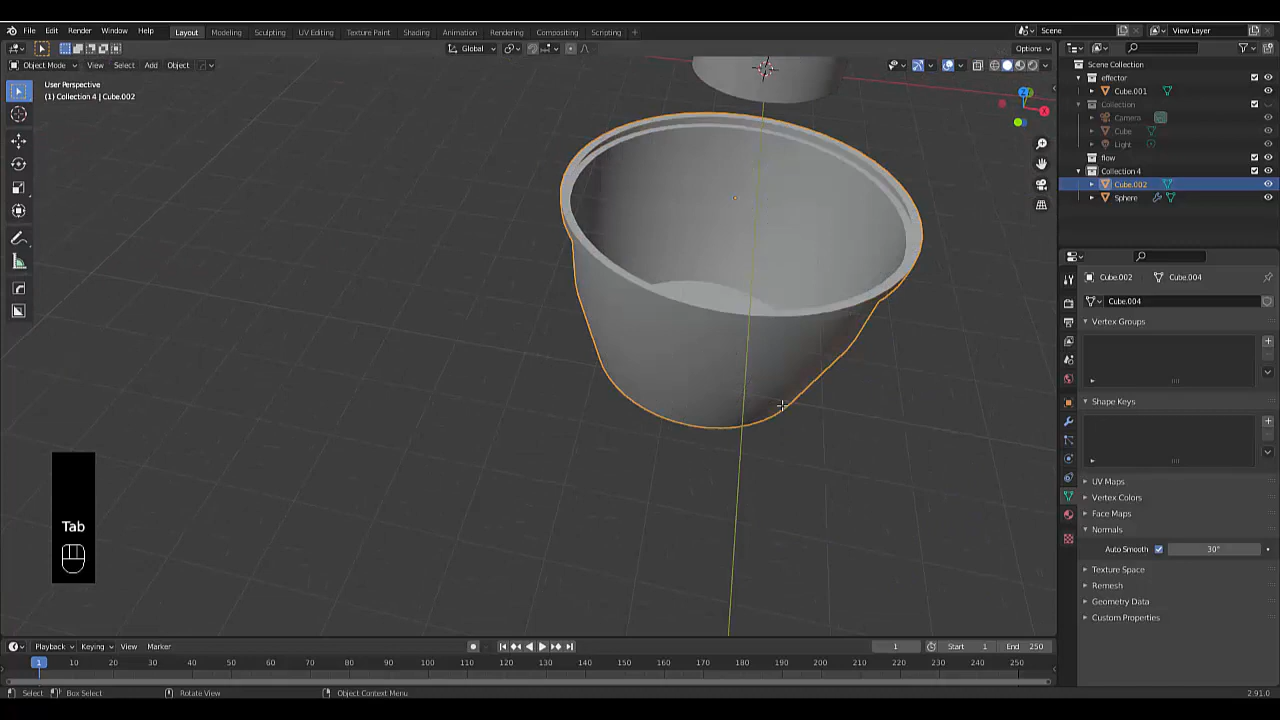 File Edit Render Window Help Layout Modeling Sculpting UV Editing Texture Paint Shading Animation Rendering Compositing Scripting Scene View Layer
Global Options
Object Mode View Select Add Object
Scene Collection
effector
Cube.001
Collection
Camera
Cube
Light
flow
Collection 4
Cube.002
Sphere
User Perspective
(1) Collection 4 | Cube.002
X
Cube.002 Cube.004
Cube.004
Vertex Groups
Shape Keys
UV Maps
Vertex Colors
Face Maps
Normals
Auto Smooth 30°
Texture Space
Remesh
Geometry Data
Custom Properties
Tab
Playback Keying View Marker 1 Start 1 End 250
1 10 20 30 40 50 60 70 80 90 100 110 120 130 140 150 160 170 180 190 200 210 220 230 240 250
Select Box Select Rotate View Object Context Menu 2.91.0